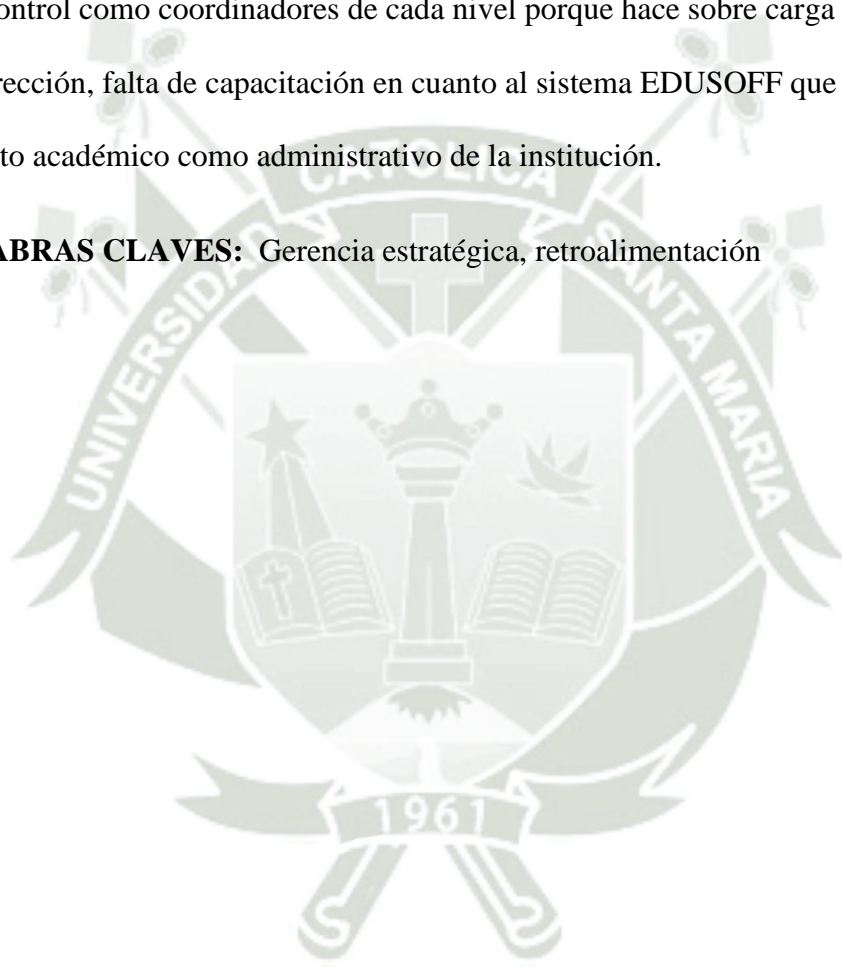 ontrol como coordinadores de cada nivel porque hace sobre carga
rección, falta de capacitación en cuanto al sistema EDUSOFF que
to académico como administrativo de la institución.
ABRAS CLAVES: Gerencia estratégica, retroalimentación
UNIVERSIDAD CATOLICA SANTA MARIA
1961